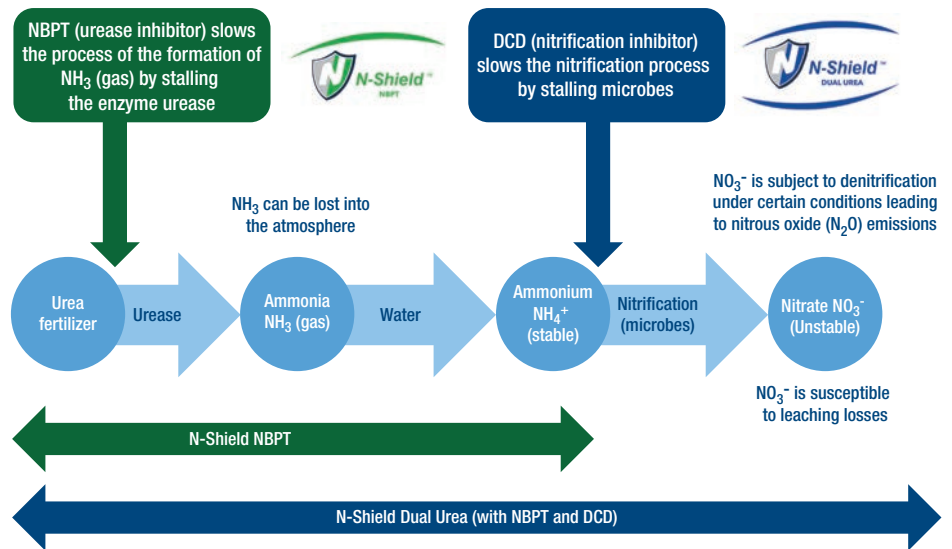 NBPT (urease inhibitor) slows
the process of the formation of
NH₃ (gas) by stalling
the enzyme urease
N-Shield™
NBPT
DCD (nitrification inhibitor)
slows the nitrification process
by stalling microbes
N-Shield™
DUAL UREA
NH₃ can be lost into
the atmosphere
NO₃⁻ is subject to denitrification
under certain conditions leading
to nitrous oxide (N₂O) emissions
Urea
fertilizer
Urease
Ammonia
NH₃ (gas)
Water
Ammonium
NH₄⁺
(stable)
Nitrification
(microbes)
Nitrate NO₃⁻
(Unstable)
NO₃⁻ is susceptible
to leaching losses
N-Shield NBPT
N-Shield Dual Urea (with NBPT and DCD)